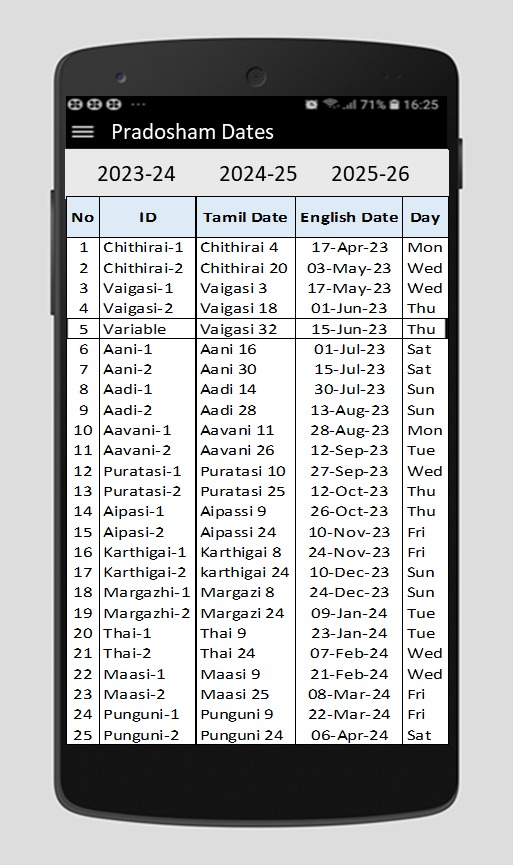 71% 16:25
Pradosham Dates
2023-24 2024-25 2025-26
No ID Tamil Date English Date Day
1 Chithirai-1 Chithirai 4 17-Apr-23 Mon
2 Chithirai-2 Chithirai 20 03-May-23 Wed
3 Vaigasi-1 Vaigasi 3 17-May-23 Wed
4 Vaigasi-2 Vaigasi 18 01-Jun-23 Thu
5 Variable Vaigasi 32 15-Jun-23 Thu
6 Aani-1 Aani 16 01-Jul-23 Sat
7 Aani-2 Aani 30 15-Jul-23 Sat
8 Aadi-1 Aadi 14 30-Jul-23 Sun
9 Aadi-2 Aadi 28 13-Aug-23 Sun
10 Aavani-1 Aavani 11 28-Aug-23 Mon
11 Aavani-2 Aavani 26 12-Sep-23 Tue
12 Puratasi-1 Puratasi 10 27-Sep-23 Wed
13 Puratasi-2 Puratasi 25 12-Oct-23 Thu
14 Aipasi-1 Aipassi 9 26-Oct-23 Thu
15 Aipasi-2 Aipassi 24 10-Nov-23 Fri
16 Karthigai-1 Karthigai 8 24-Nov-23 Fri
17 Karthigai-2 karthigai 24 10-Dec-23 Sun
18 Margazhi-1 Margazi 8 24-Dec-23 Sun
19 Margazhi-2 Margazi 24 09-Jan-24 Tue
20 Thai-1 Thai 9 23-Jan-24 Tue
21 Thai-2 Thai 24 07-Feb-24 Wed
22 Maasi-1 Maasi 9 21-Feb-24 Wed
23 Maasi-2 Maasi 25 08-Mar-24 Fri
24 Punguni-1 Punguni 9 22-Mar-24 Fri
25 Punguni-2 Punguni 24 06-Apr-24 Sat